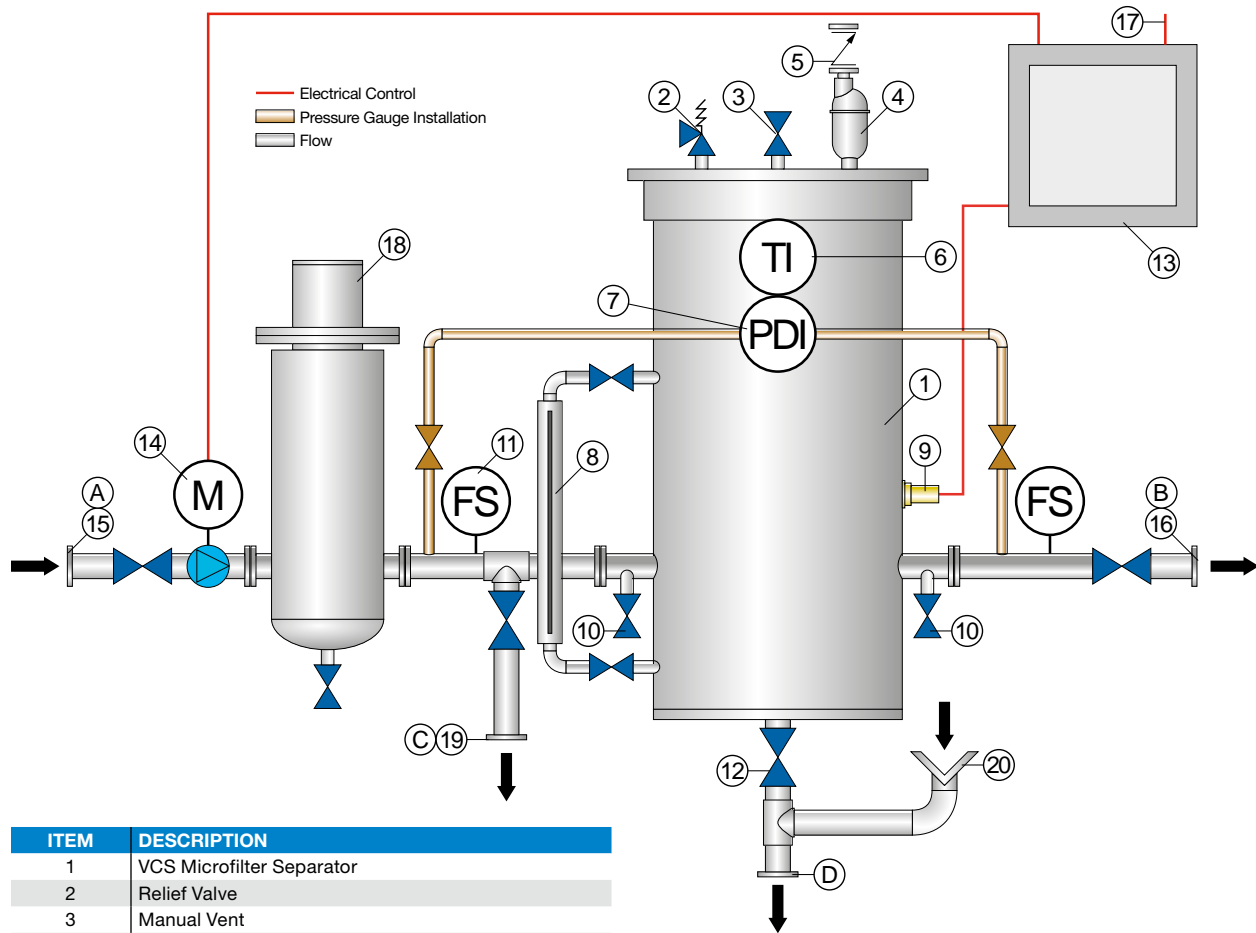 17
5
2
3
4
Electrical Control
Pressure Gauge Installation
Flow
18
TI
6
13
7
PDI
1
14
11
8
9
M
A
15
FS
FS
B
16
10
10
C 19
12
20
D
ITEM DESCRIPTION
1 VCS Microfilter Separator
2 Relief Valve
3 Manual Vent